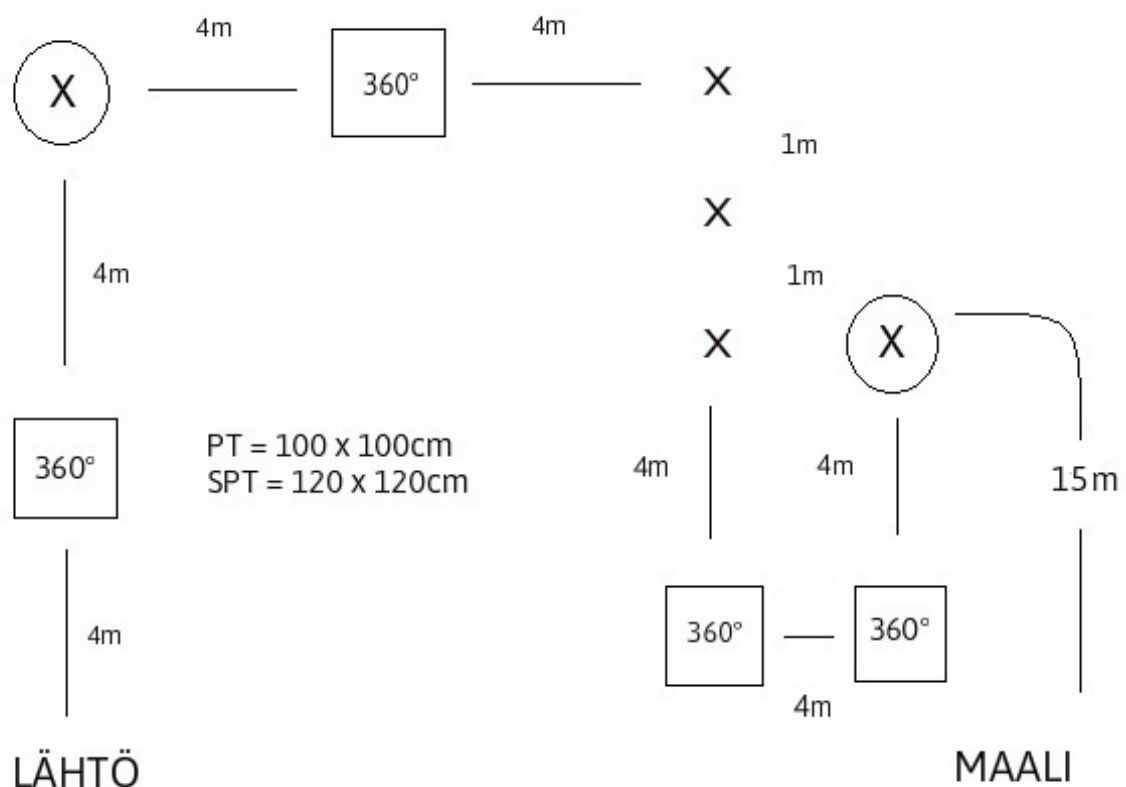 4m
4m
X
360°
X
1m
X
4m
1m
X
X
360°
PT = 100 x 100cm
SPT = 120 x 120cm
4m
4m
15m
4m
360°
360°
4m
LÄHTÖ
MAALI